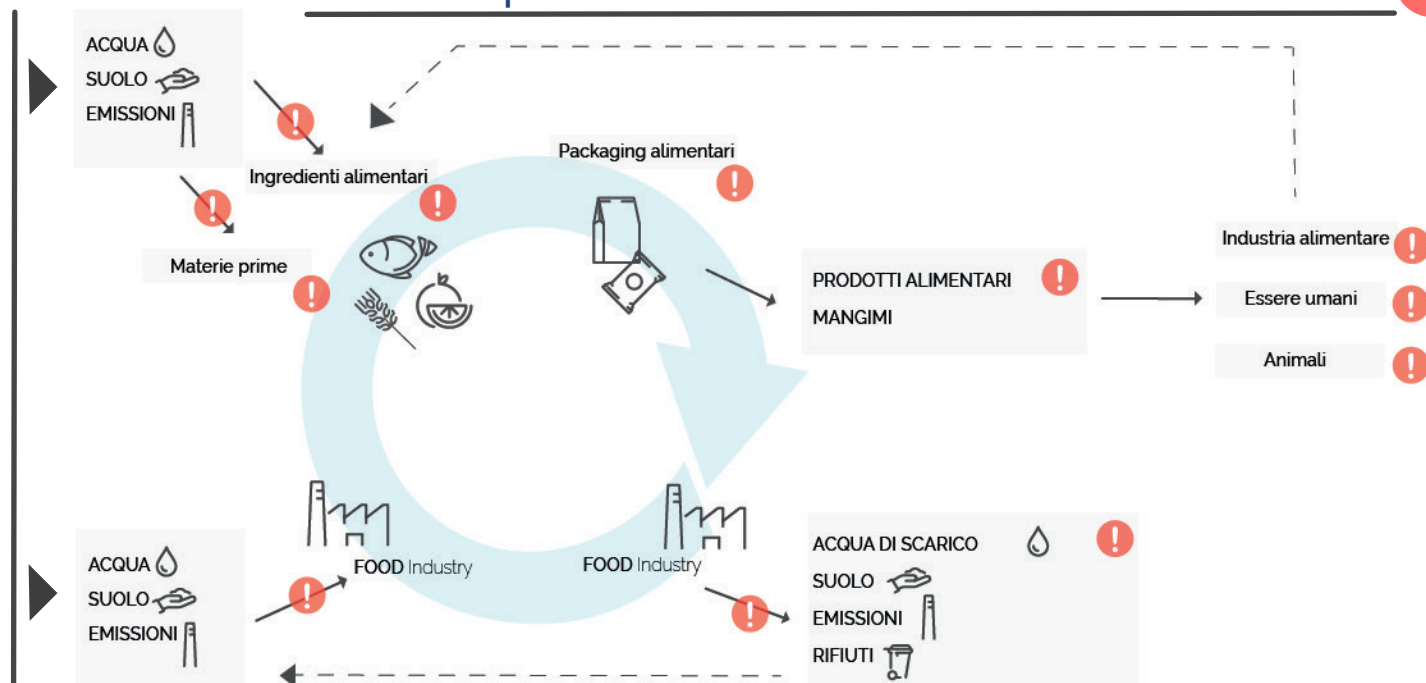 ACQUA
SUOLO
EMISSIONI
Ingredienti alimentari
Materie prime
Packaging alimentari
PRODOTTI ALIMENTARI
MANGIMI
Industria alimentare
Essere umani
Animali
ACQUA
SUOLO
EMISSIONI
FOOD Industry
FOOD Industry
ACQUA DI SCARICO
SUOLO
EMISSIONI
RIFIUTI